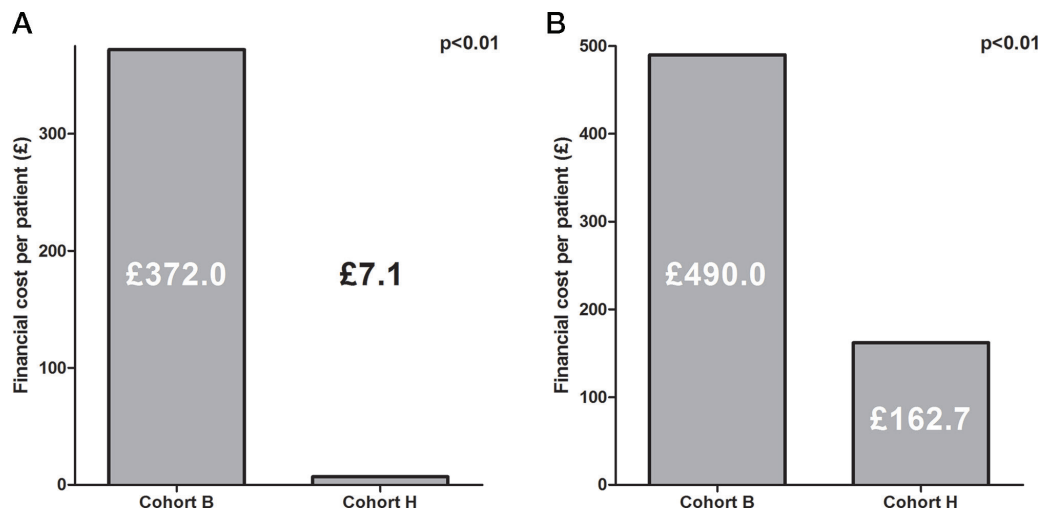 A
p<0.01
Financial cost per patient (£)
300
200
100
0
£372.0
£7.1
Cohort B
Cohort H
B
p<0.01
Financial cost per patient (£)
500
400
300
200
100
0
£490.0
£162.7
Cohort B
Cohort H